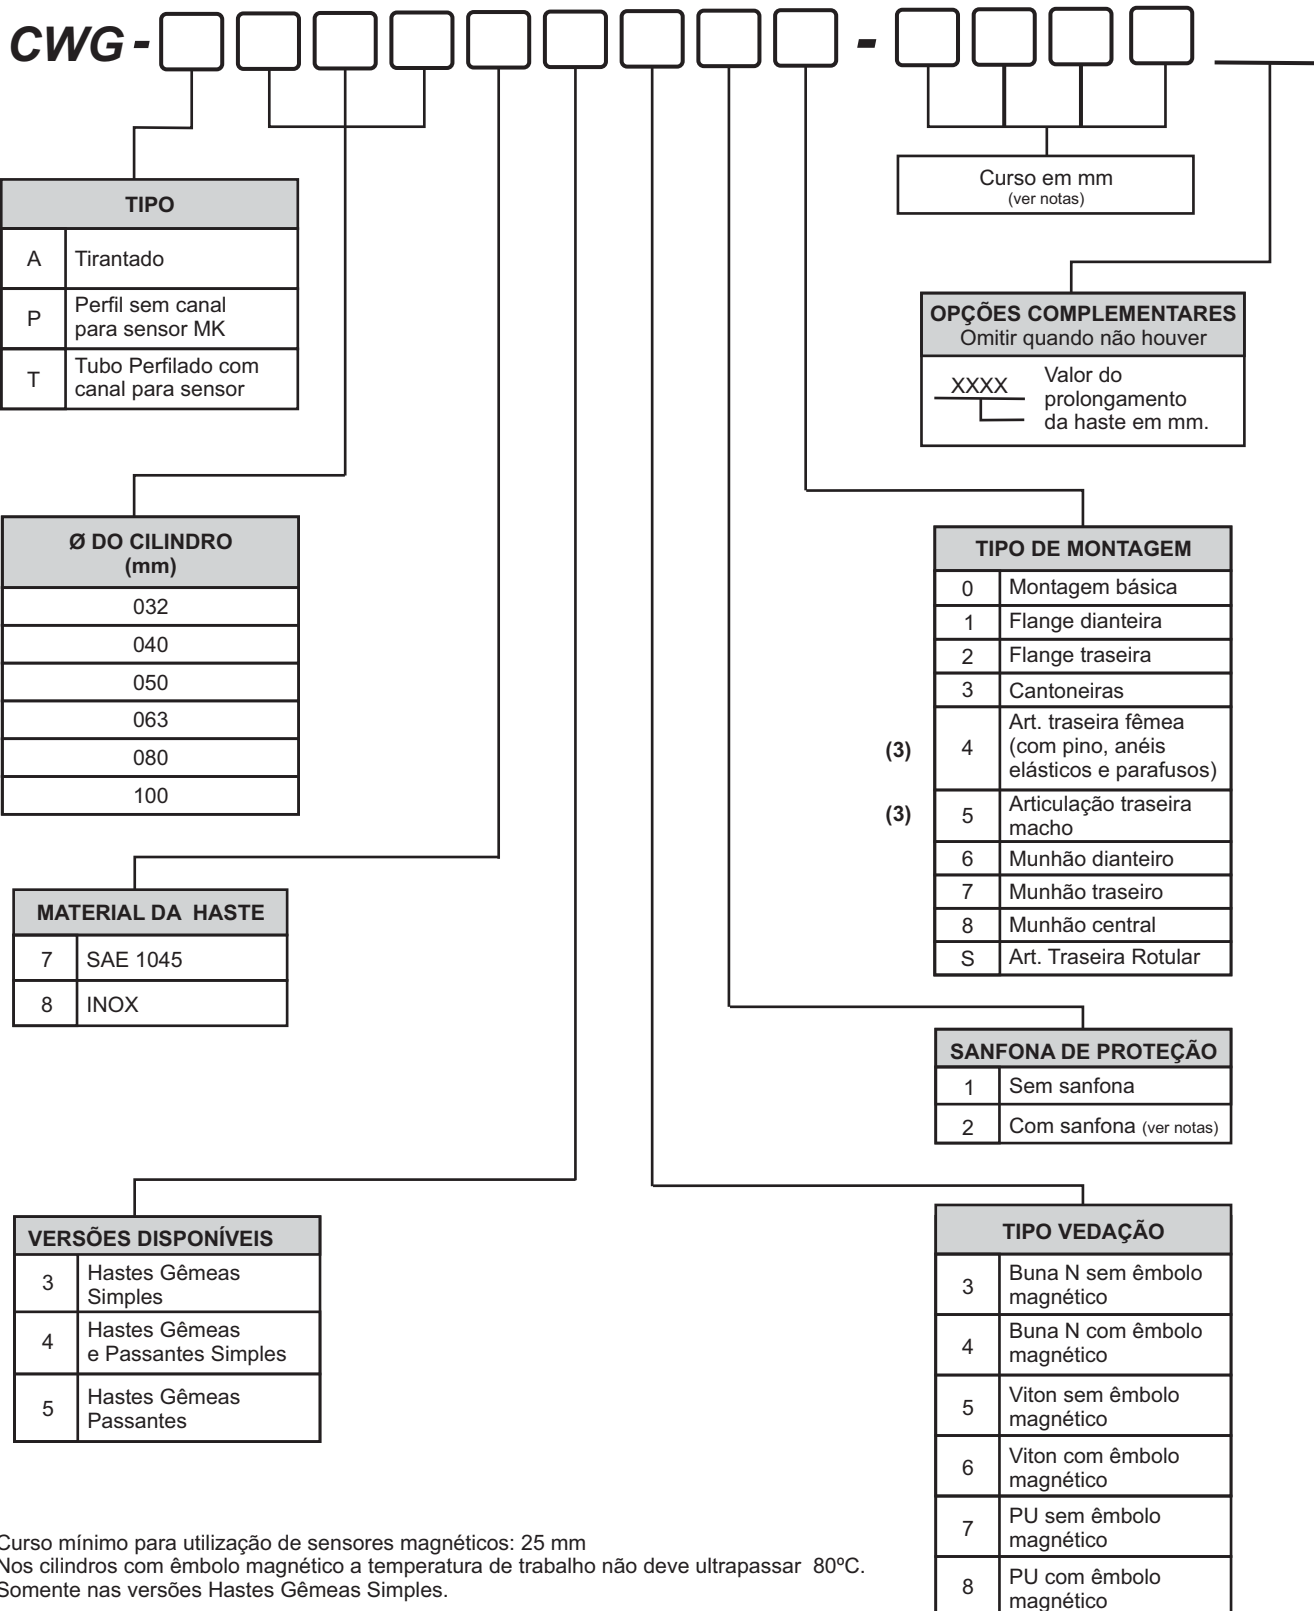 CWG - -
Curso em mm
(ver notas)
TIPO
A Tirantado
P Perfil sem canal
para sensor MK
T Tubo Perfilado com
canal para sensor
OPÇÕES COMPLEMENTARES
Omitir quando não houver
XXXX Valor do
prolongamento
da haste em mm.
Ø DO CILINDRO
(mm)
032
040
050
063
080
100
TIPO DE MONTAGEM
0 Montagem básica
1 Flange dianteira
2 Flange traseira
3 Cantoneiras
(3) 4 Art. traseira fêmea
(com pino, anéis
elásticos e parafusos)
(3) 5 Articulação traseira
macho
6 Munhão dianteiro
7 Munhão traseiro
8 Munhão central
S Art. Traseira Rotular
MATERIAL DA HASTE
7 SAE 1045
8 INOX
SANFONA DE PROTEÇÃO
1 Sem sanfona
2 Com sanfona (ver notas)
VERSÕES DISPONÍVEIS
3 Hastes Gêmeas
Simples
4 Hastes Gêmeas
e Passantes Simples
5 Hastes Gêmeas
Passantes
TIPO VEDAÇÃO
3 Buna N sem êmbolo
magnético
4 Buna N com êmbolo
magnético
5 Viton sem êmbolo
magnético
6 Viton com êmbolo
magnético
7 PU sem êmbolo
magnético
8 PU com êmbolo
magnético
Curso mínimo para utilização de sensores magnéticos: 25 mm
Nos cilindros com êmbolo magnético a temperatura de trabalho não deve ultrapassar 80ºC.
Somente nas versões Hastes Gêmeas Simples.